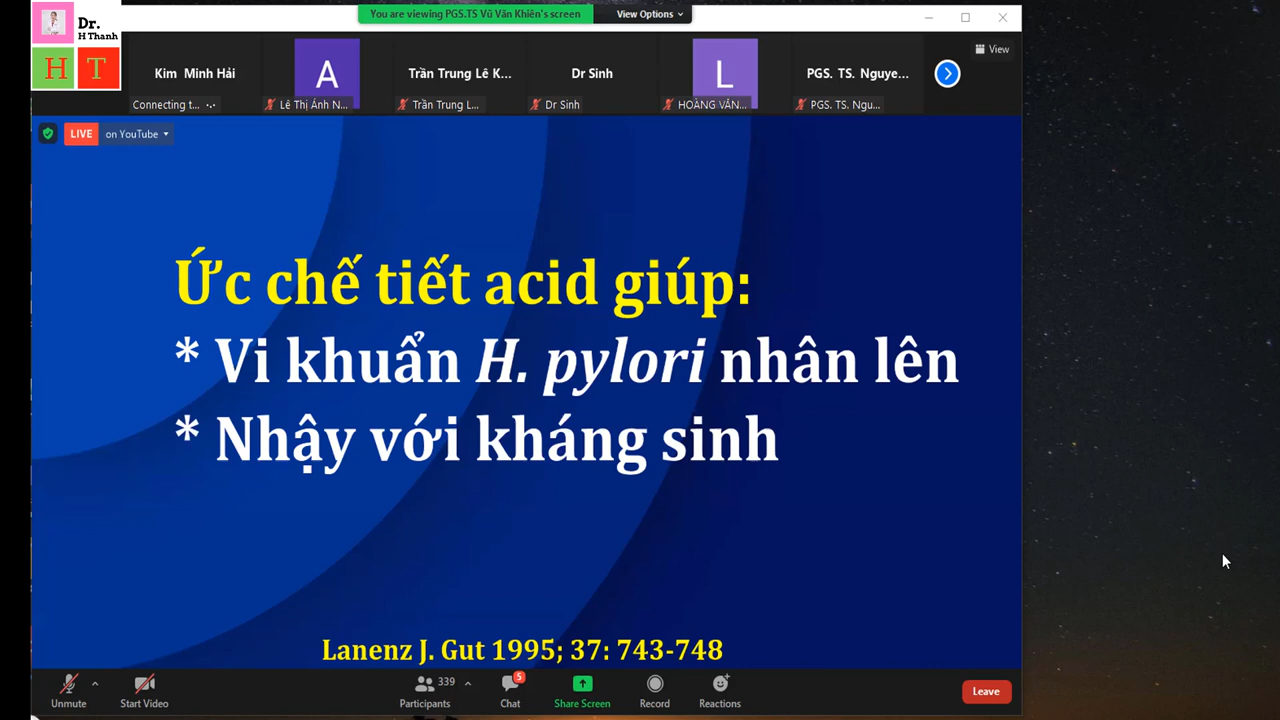 Dr.
H Thanh
H T
You are viewing PGS.TS Vũ Văn Khiên's screen
View Options
View
Kim Minh Hải
A
Trần Trung Lê K...
Dr Sinh
L
PGS. TS. Nguye...
Connecting t...
Lê Thị Ánh N...
Trần Trung L...
Dr Sinh
HOÀNG VĂN...
PGS. TS. Ngu...
LIVE on YouTube
Ức chế tiết acid giúp:
* Vi khuẩn H. pylori nhân lên
* Nhậy với kháng sinh
Lanenz J. Gut 1995; 37: 743-748
339
5
Unmute
Start Video
Participants
Chat
Share Screen
Record
Reactions
Leave